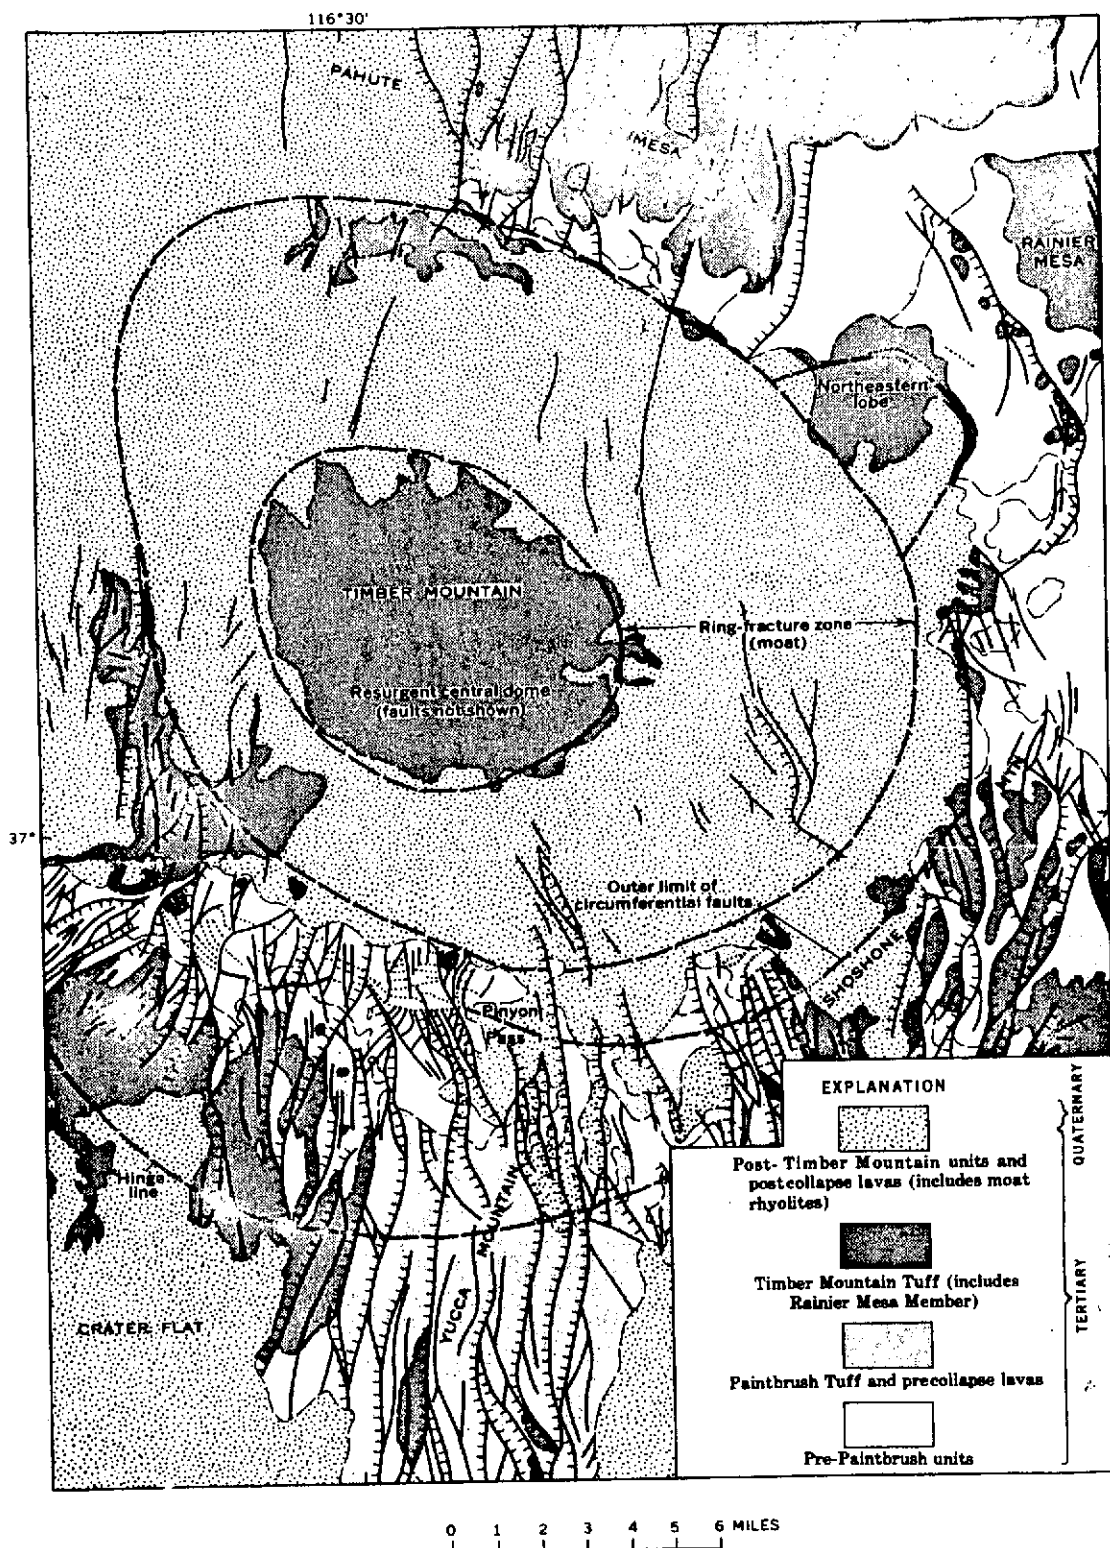 116°30'
PAHUTE
MESA
RAINIER
MESA
Northeastern
lobe
TIMBER MOUNTAIN
Ring-fracture zone
(moat)
Resurgent central dome
(faults not shown)
MTN
37°
Outer limit of
circumferential faults
SHOSHONE
Pinyon
Pass
Hinge
line
YUCCA MOUNTAIN
CRATER FLAT
EXPLANATION
Post-Timber Mountain units and
postcollapse lavas (includes moat
rhyolites)
Timber Mountain Tuff (includes
Rainier Mesa Member)
Paintbrush Tuff and precollapse lavas
Pre-Paintbrush units
QUATERNARY
TERTIARY
0 1 2 3 4 5 6 MILES